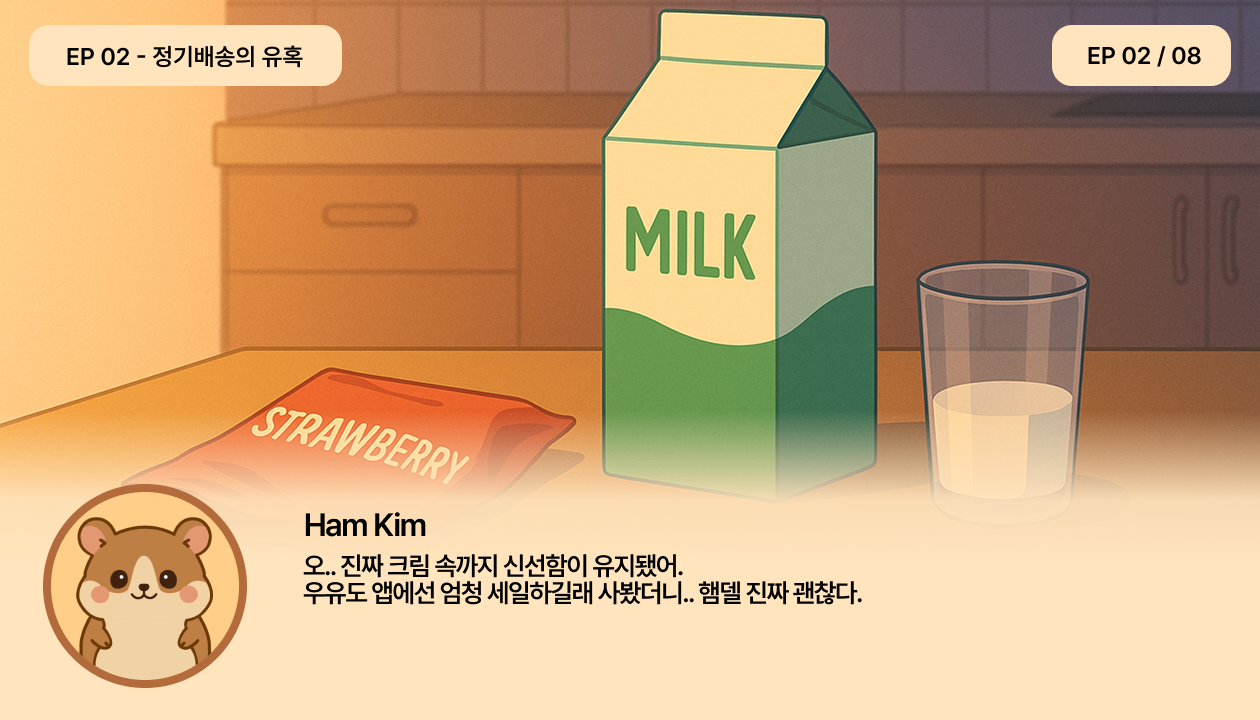 EP 02 - 정기배송의 유혹
EP 02 / 08
MILK
STRAWBERRY
Ham Kim
오.. 진짜 크림 속까지 신선함이 유지됐어.
우유도 앱에선 엄청 세일하길래 사봤더니.. 햄델 진짜 괜찮다.